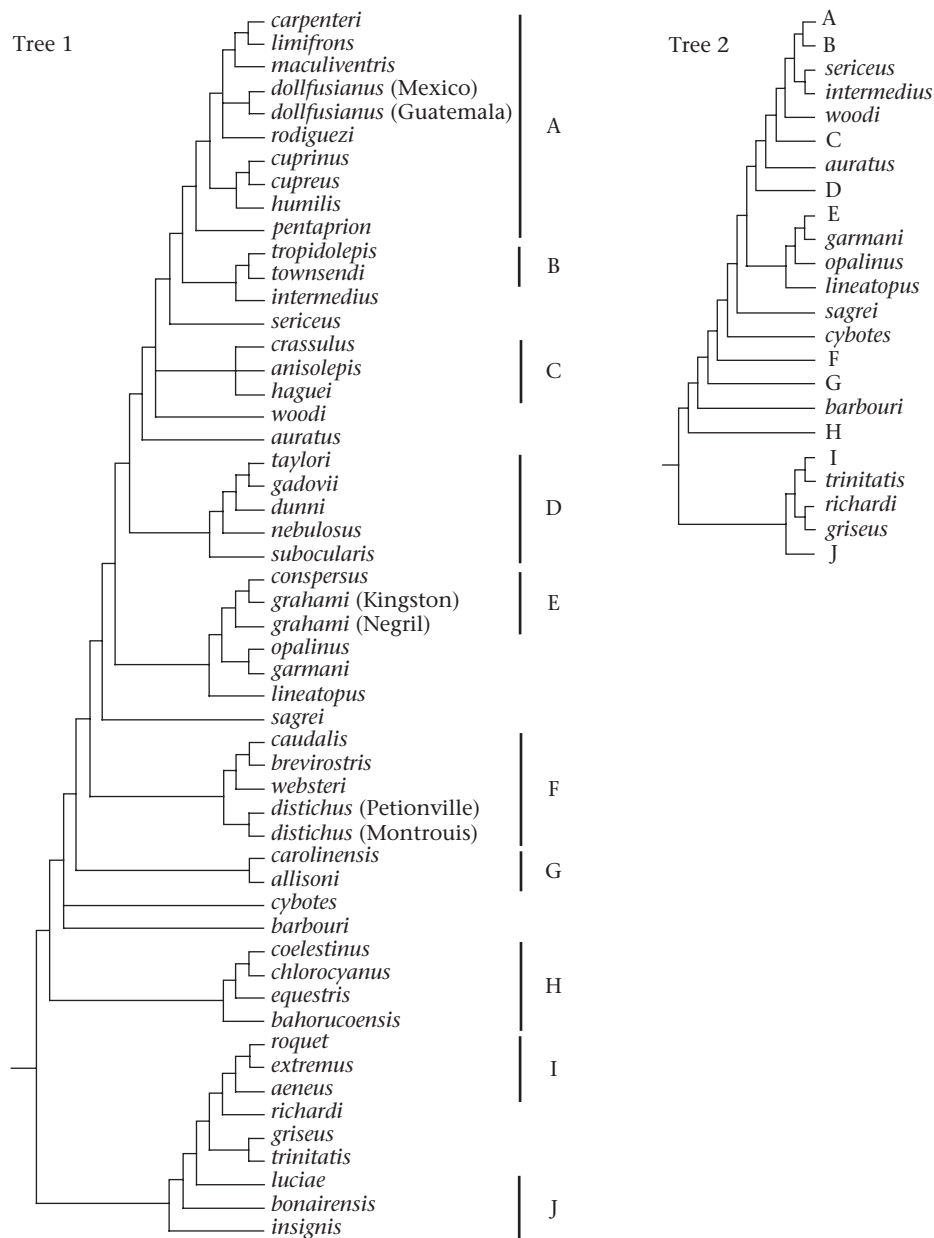 Tree 1
carpenteri
limifrons
maculiventris
dollfusianus (Mexico)
dollfusianus (Guatemala)
rodiguezi
cuprinus
cupreus
humilis
pentaprion
A
tropidolepis
townsendi
B
intermedius
sericeus
crassulus
anisolepis
haguei
C
woodi
auratus
taylori
gadovii
dunni
nebulosus
subocularis
D
conspersus
grahami (Kingston)
grahami (Negril)
E
opalinus
garmani
lineatopus
sagrei
caudalis
brevirostris
websteri
distichus (Petionville)
distichus (Montrouis)
F
carolinensis
allisoni
G
cybotes
barbouri
coelestinus
chlorocyanus
equestris
bahorucoensis
H
roquet
extremus
aeneus
I
richardi
griseus
trinitatis
luciae
bonairensis
insignis
J
Tree 2
A
B
sericeus
intermedius
woodi
C
auratus
D
E
garmani
opalinus
lineatopus
sagrei
cybotes
F
G
barbouri
H
I
trinitatis
richardi
griseus
J